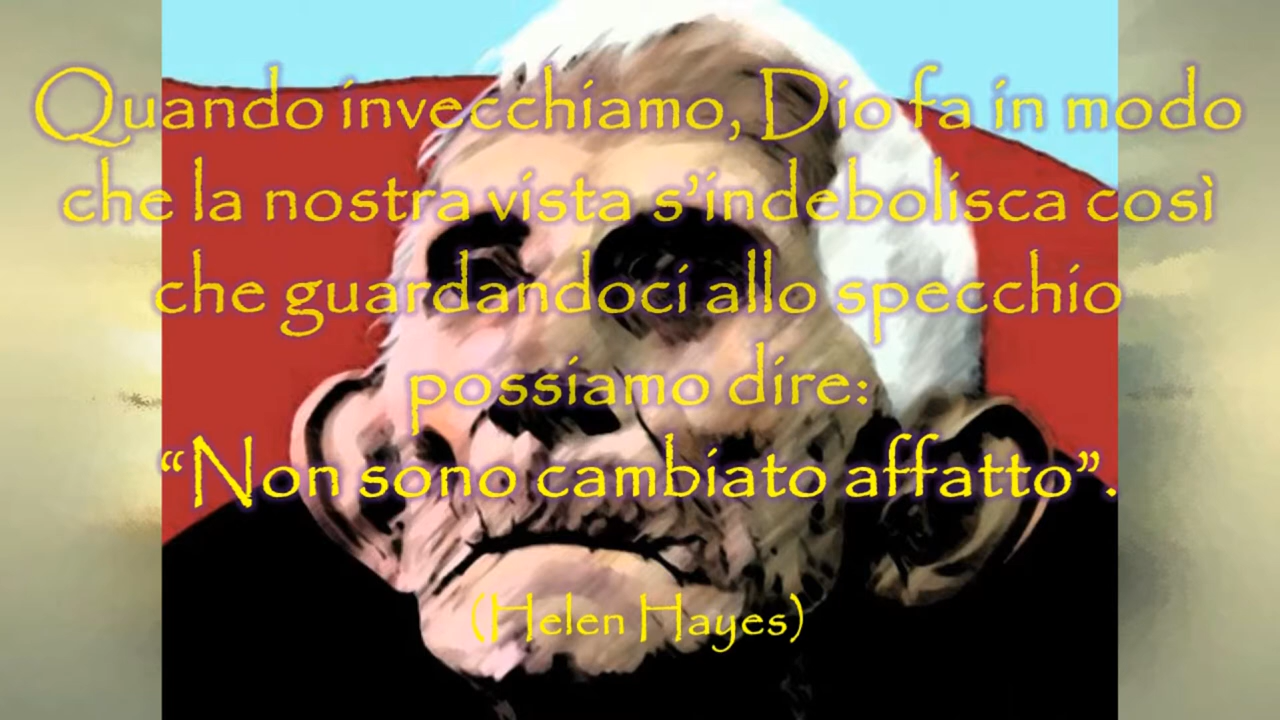 Quando invecchiamo, Dio fa in modo
che la nostra vista s’indebolisca così
che guardandoci allo specchio
possiamo dire:
“Non sono cambiato affatto”.
(Helen Hayes)